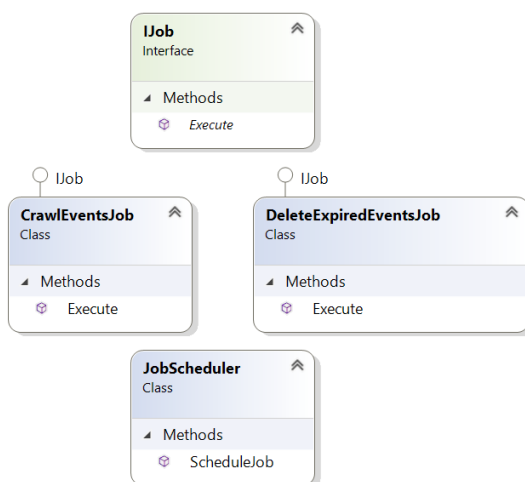 IJob
Interface
Methods
Execute
IJob
CrawlEventsJob
Class
Methods
Execute
IJob
DeleteExpiredEventsJob
Class
Methods
Execute
JobScheduler
Class
Methods
ScheduleJob